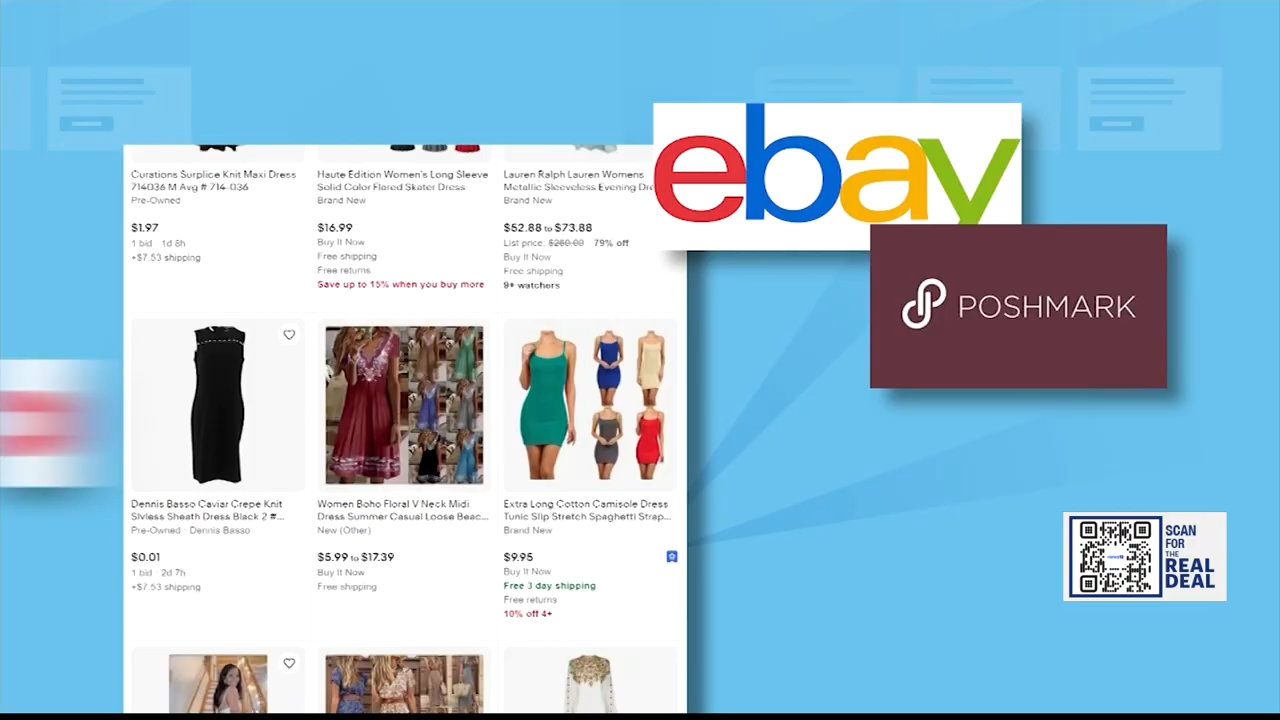 Curations Surplice Knit Maxi Dress
714036 M Avg # 714-036
Pre-Owned
$1.97
1 bid 1d 8h
+$7.53 shipping
Haute Edition Women's Long Sleeve
Solid Color Flared Skater Dress
Brand New
$16.99
Buy It Now
Free shipping
Free returns
Save up to 15% when you buy more
Lauren Ralph Lauren Womens
Metallic Sleeveless Evening
Brand New
$52.88 to $73.88
List price: $260.00 79% off
Buy It Now
Free shipping
9+ watchers
ebay
POSHMARK
Dennis Basso Caviar Crepe Knit
Slvless Sheath Dress Black 2 #...
Pre-Owned · Dennis Basso
$0.01
1 bid 2d 7h
+$7.53 shipping
Women Boho Floral V Neck Midi
Dress Summer Casual Loose Beac...
New (Other)
$5.99 to $17.39
Buy It Now
Free shipping
Extra Long Cotton Camisole Dress
Tunic Slip Stretch Spaghetti Strap...
Brand New
$9.95
Buy It Now
Free 3 day shipping
Free returns
10% off 4+
SCAN
FOR
THE
REAL
DEAL